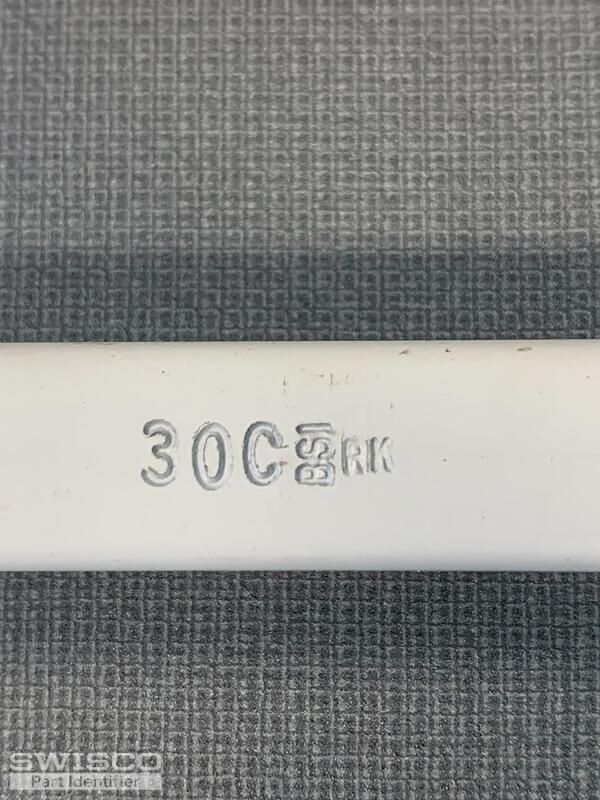 30C BSI RK
SWISCO
Part Identifier